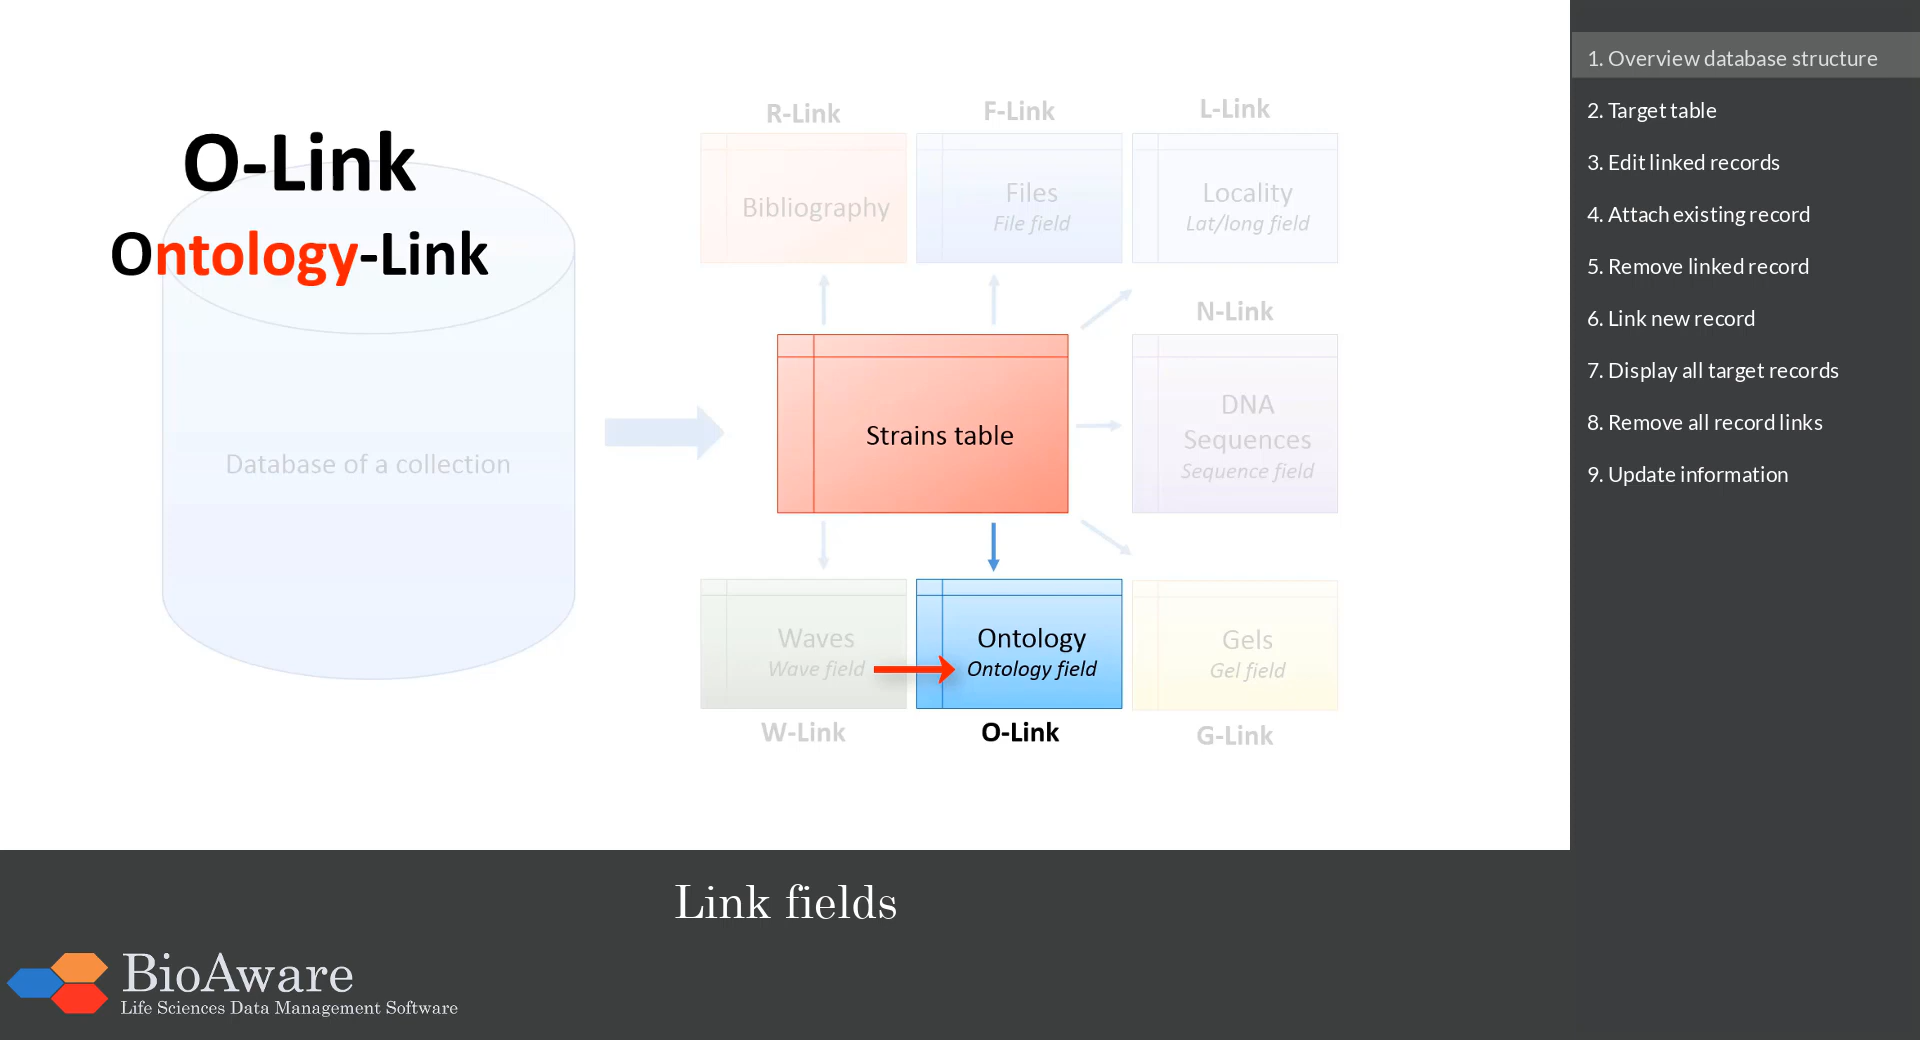 O-Link
Ontology-Link
Database of a collection
R-Link
F-Link
L-Link
Bibliography
Files
File field
Locality
Lat/long field
N-Link
Strains table
DNA
Sequences
Sequence field
Waves
Wave field
Ontology
Ontology field
Gels
Gel field
W-Link
O-Link
G-Link
1. Overview database structure
2. Target table
3. Edit linked records
4. Attach existing record
5. Remove linked record
6. Link new record
7. Display all target records
8. Remove all record links
9. Update information
Link fields
BioAware
Life Sciences Data Management Software